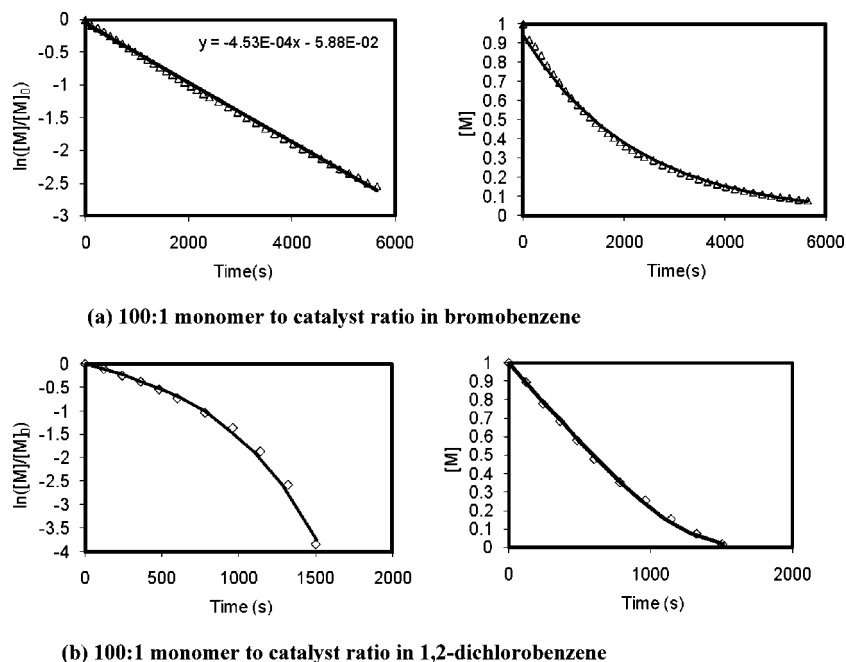 y = -4.53E-04x - 5.88E-02
ln([M]/[M]₀)
0
-0.5
-1
-1.5
-2
-2.5
-3
0 2000 4000 6000
Time(s)
[M]
1
0.9
0.8
0.7
0.6
0.5
0.4
0.3
0.2
0.1
0
0 2000 4000 6000
Time(s)
(a) 100:1 monomer to catalyst ratio in bromobenzene
ln([M]/[M]₀)
0
-0.5
-1
-1.5
-2
-2.5
-3
-3.5
-4
0 500 1000 1500 2000
Time (s)
[M]
1
0.9
0.8
0.7
0.6
0.5
0.4
0.3
0.2
0.1
0
0 1000 2000
Time (s)
(b) 100:1 monomer to catalyst ratio in 1,2-dichlorobenzene